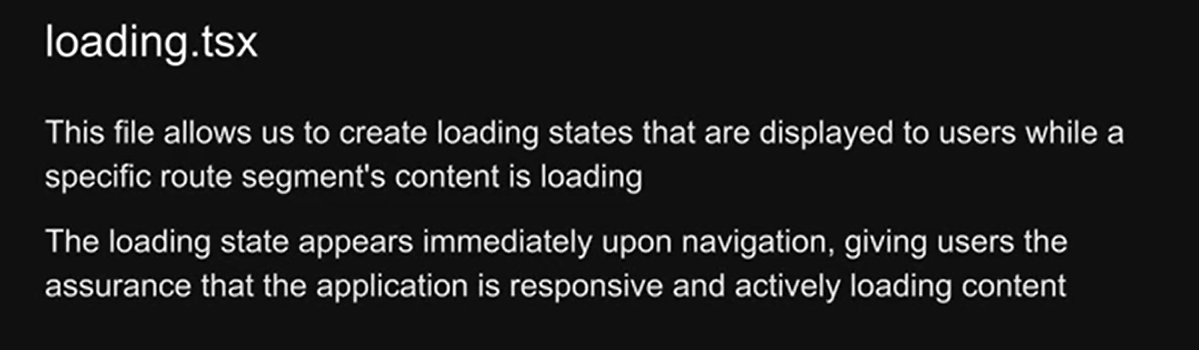 loading.tsx
This file allows us to create loading states that are displayed to users while a
specific route segment's content is loading
The loading state appears immediately upon navigation, giving users the
assurance that the application is responsive and actively loading content